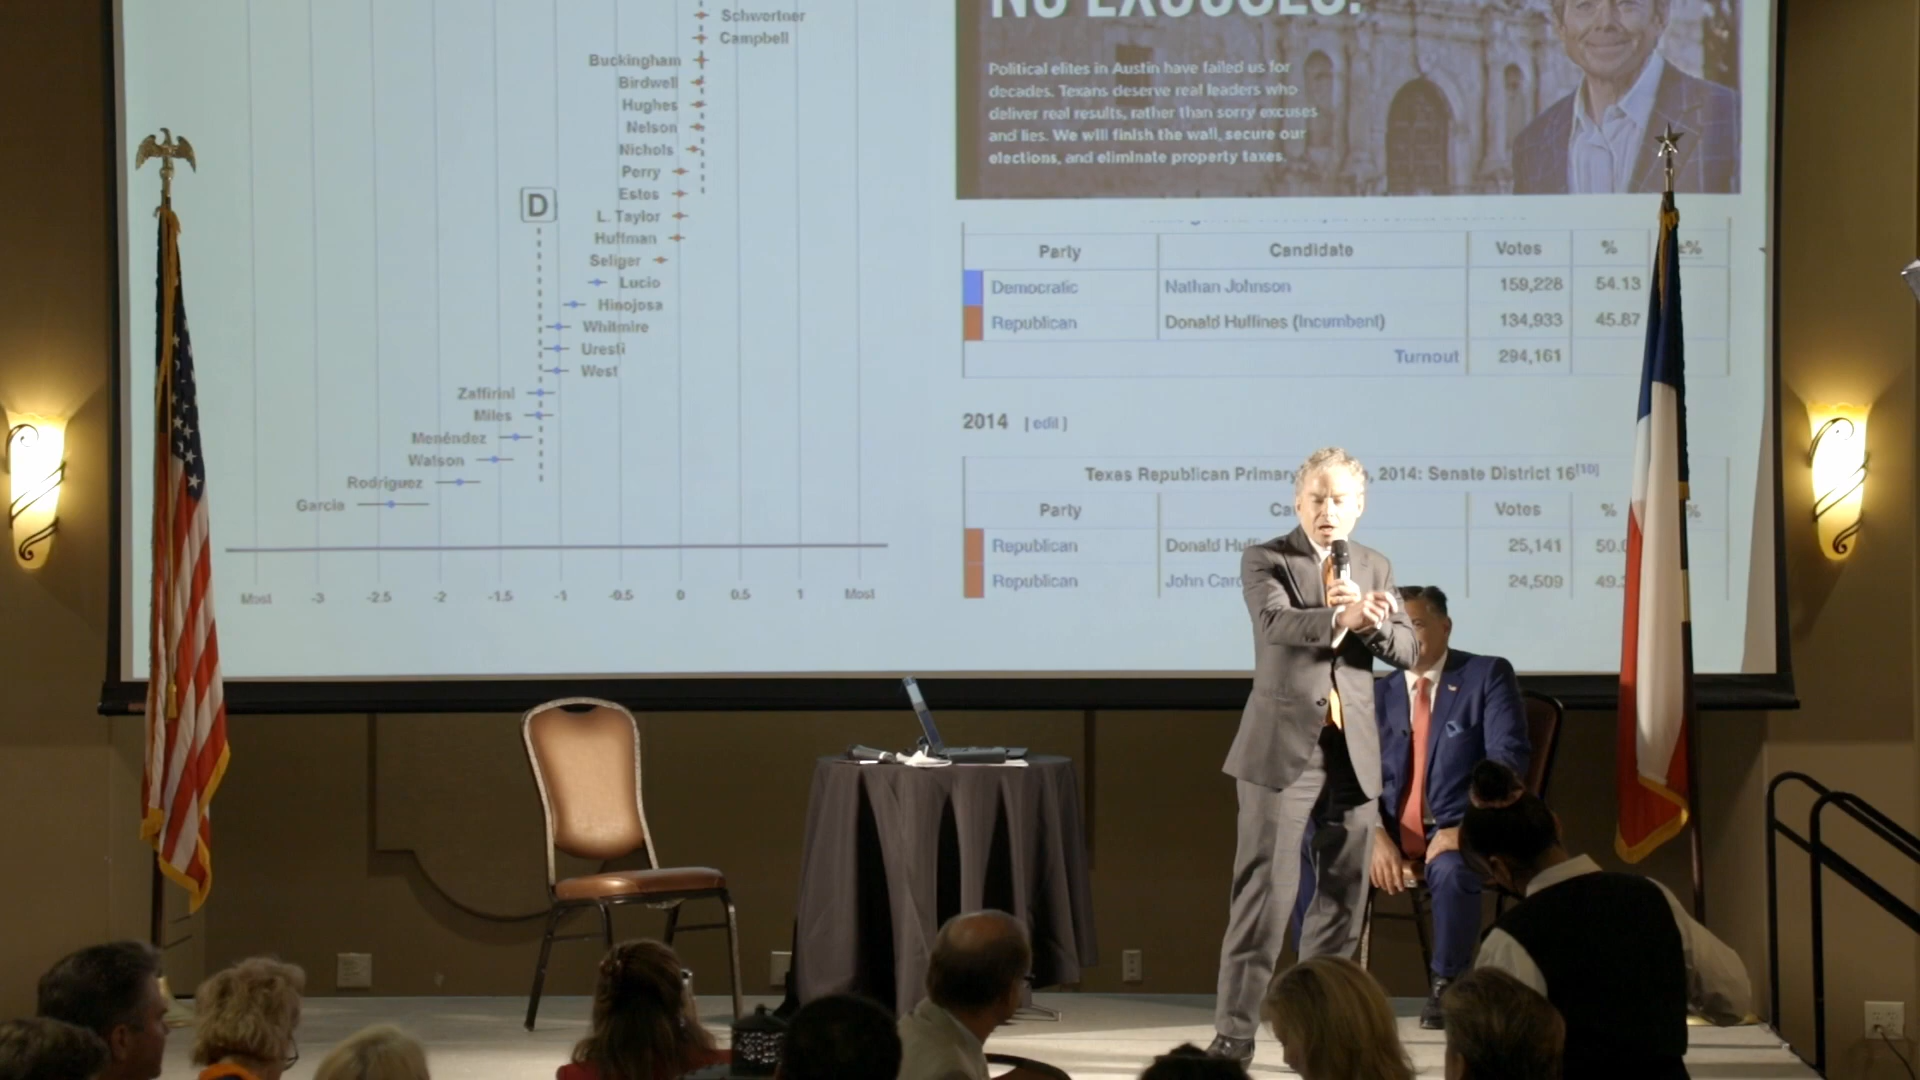 Schwertner
Campbell
Buckingham
Birdwell
Hughes
Nelson
Nichols
Perry
Estes
L. Taylor
Huffman
Seliger
D
Lucio
Hinojosa
Whitmire
Uresti
West
Zaffirini
Miles
Menéndez
Watson
Rodriguez
Garcia
Most -3 -2.5 -2 -1.5 -1 -0.5 0 0.5 1 Most
NO EXCUSES.
Political elites in Austin have failed us for
decades. Texans deserve real leaders who
deliver real results, rather than sorry excuses
and lies. We will finish the wall, secure our
elections, and eliminate property taxes.
Party Candidate Votes % ±%
Democratic Nathan Johnson 159,228 54.13
Republican Donald Huffines (Incumbent) 134,933 45.87
Turnout 294,161
2014 [edit]
Texas Republican Primary , 2014: Senate District 16[10]
Party Votes % %
Republican Donald 25,141
Republican John 24,509